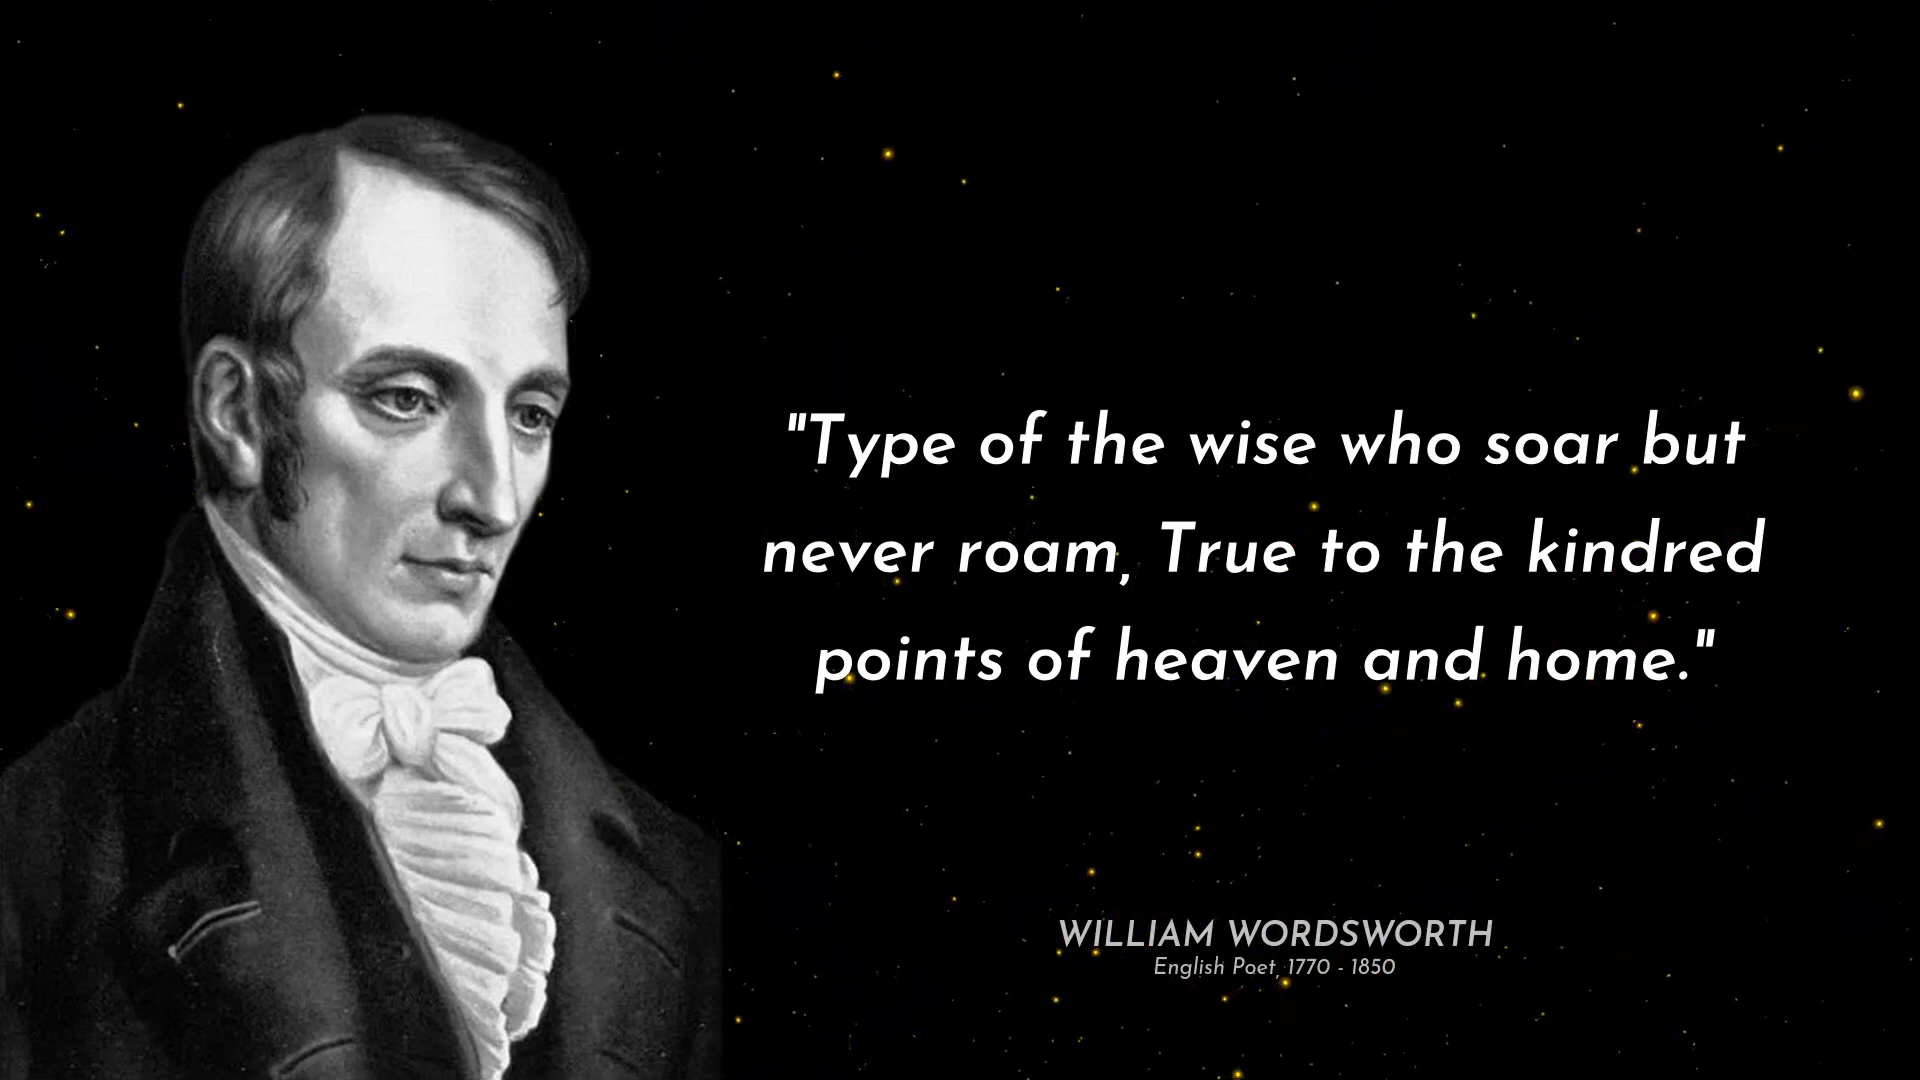 "Type of the wise who soar but
never roam, True to the kindred
points of heaven and home."
WILLIAM WORDSWORTH
English Poet, 1770 - 1850